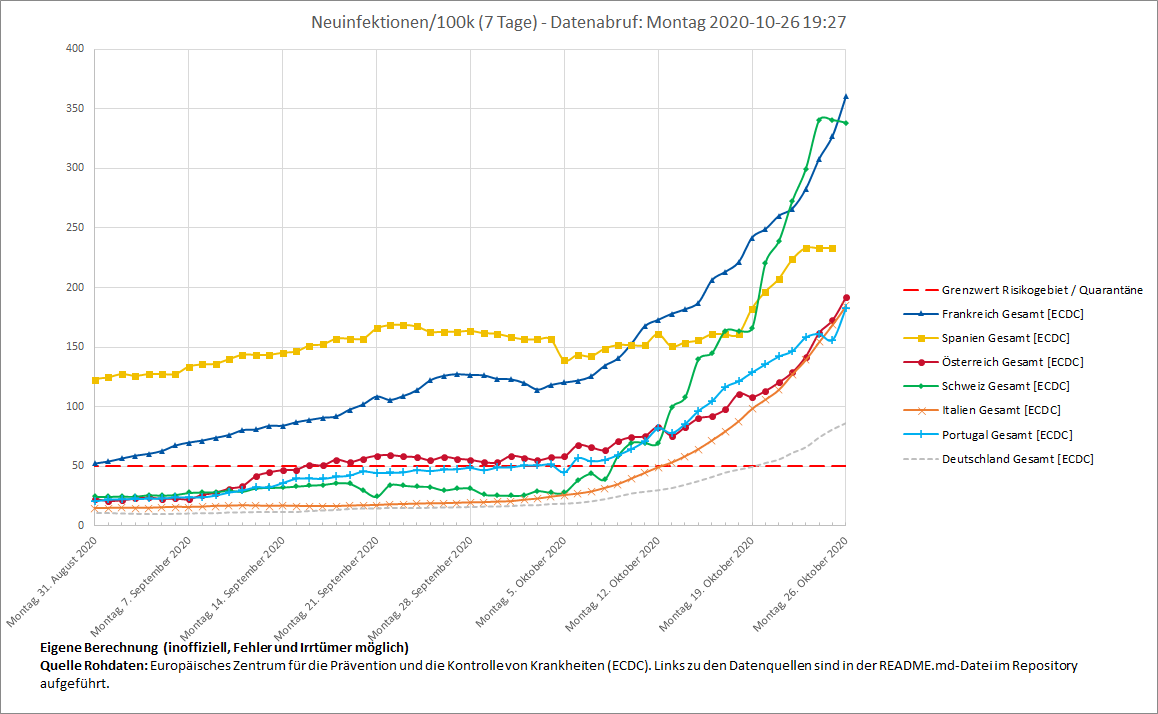 Neuinfektionen/100k (7 Tage) - Datenabruf: Montag 2020-10-26 19:27
400
350
300
250
200
150
100
50
0
Montag, 31. August 2020
Montag, 7. September 2020
Montag, 14. September 2020
Montag, 21. September 2020
Montag, 28. September 2020
Montag, 5. Oktober 2020
Montag, 12. Oktober 2020
Montag, 19. Oktober 2020
Montag, 26. Oktober 2020
Grenzwert Risikogebiet / Quarantäne
Frankreich Gesamt [ECDC]
Spanien Gesamt [ECDC]
Österreich Gesamt [ECDC]
Schweiz Gesamt [ECDC]
Italien Gesamt [ECDC]
Portugal Gesamt [ECDC]
Deutschland Gesamt [ECDC]
Eigene Berechnung (inoffiziell, Fehler und Irrtümer möglich)
Quelle Rohdaten: Europäisches Zentrum für die Prävention und die Kontrolle von Krankheiten (ECDC). Links zu den Datenquellen sind in der README.md-Datei im Repository
aufgeführt.